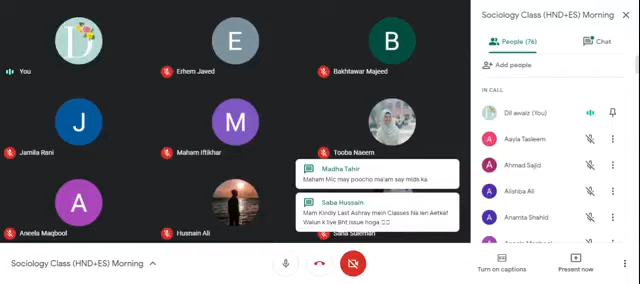 Sociology Class (HND+ES) Morning
People (76)
Chat
Add people
IN CALL
Dil awaiz (You)
Aayla Tasleem
Ahmad Sajid
Alishba Ali
Anamta Shahid
D
You
E
Erhem Javed
B
Bakhtawar Majeed
J
Jamila Rani
M
Maham Iftikhar
Tooba Naeem
A
Aneela Maqbool
Husnain Ali
Sana Suleman
Madha Tahir
Maham Mic may poocho ma'am say mids ka
Saba Hussain
Mam Kindly Last Ashray mein Classes Na len Aetkaf
Walun k live Bht Issue hoga
A
A
A
A
Sociology Class (HND+ES) Morning
Turn on captions
Present now